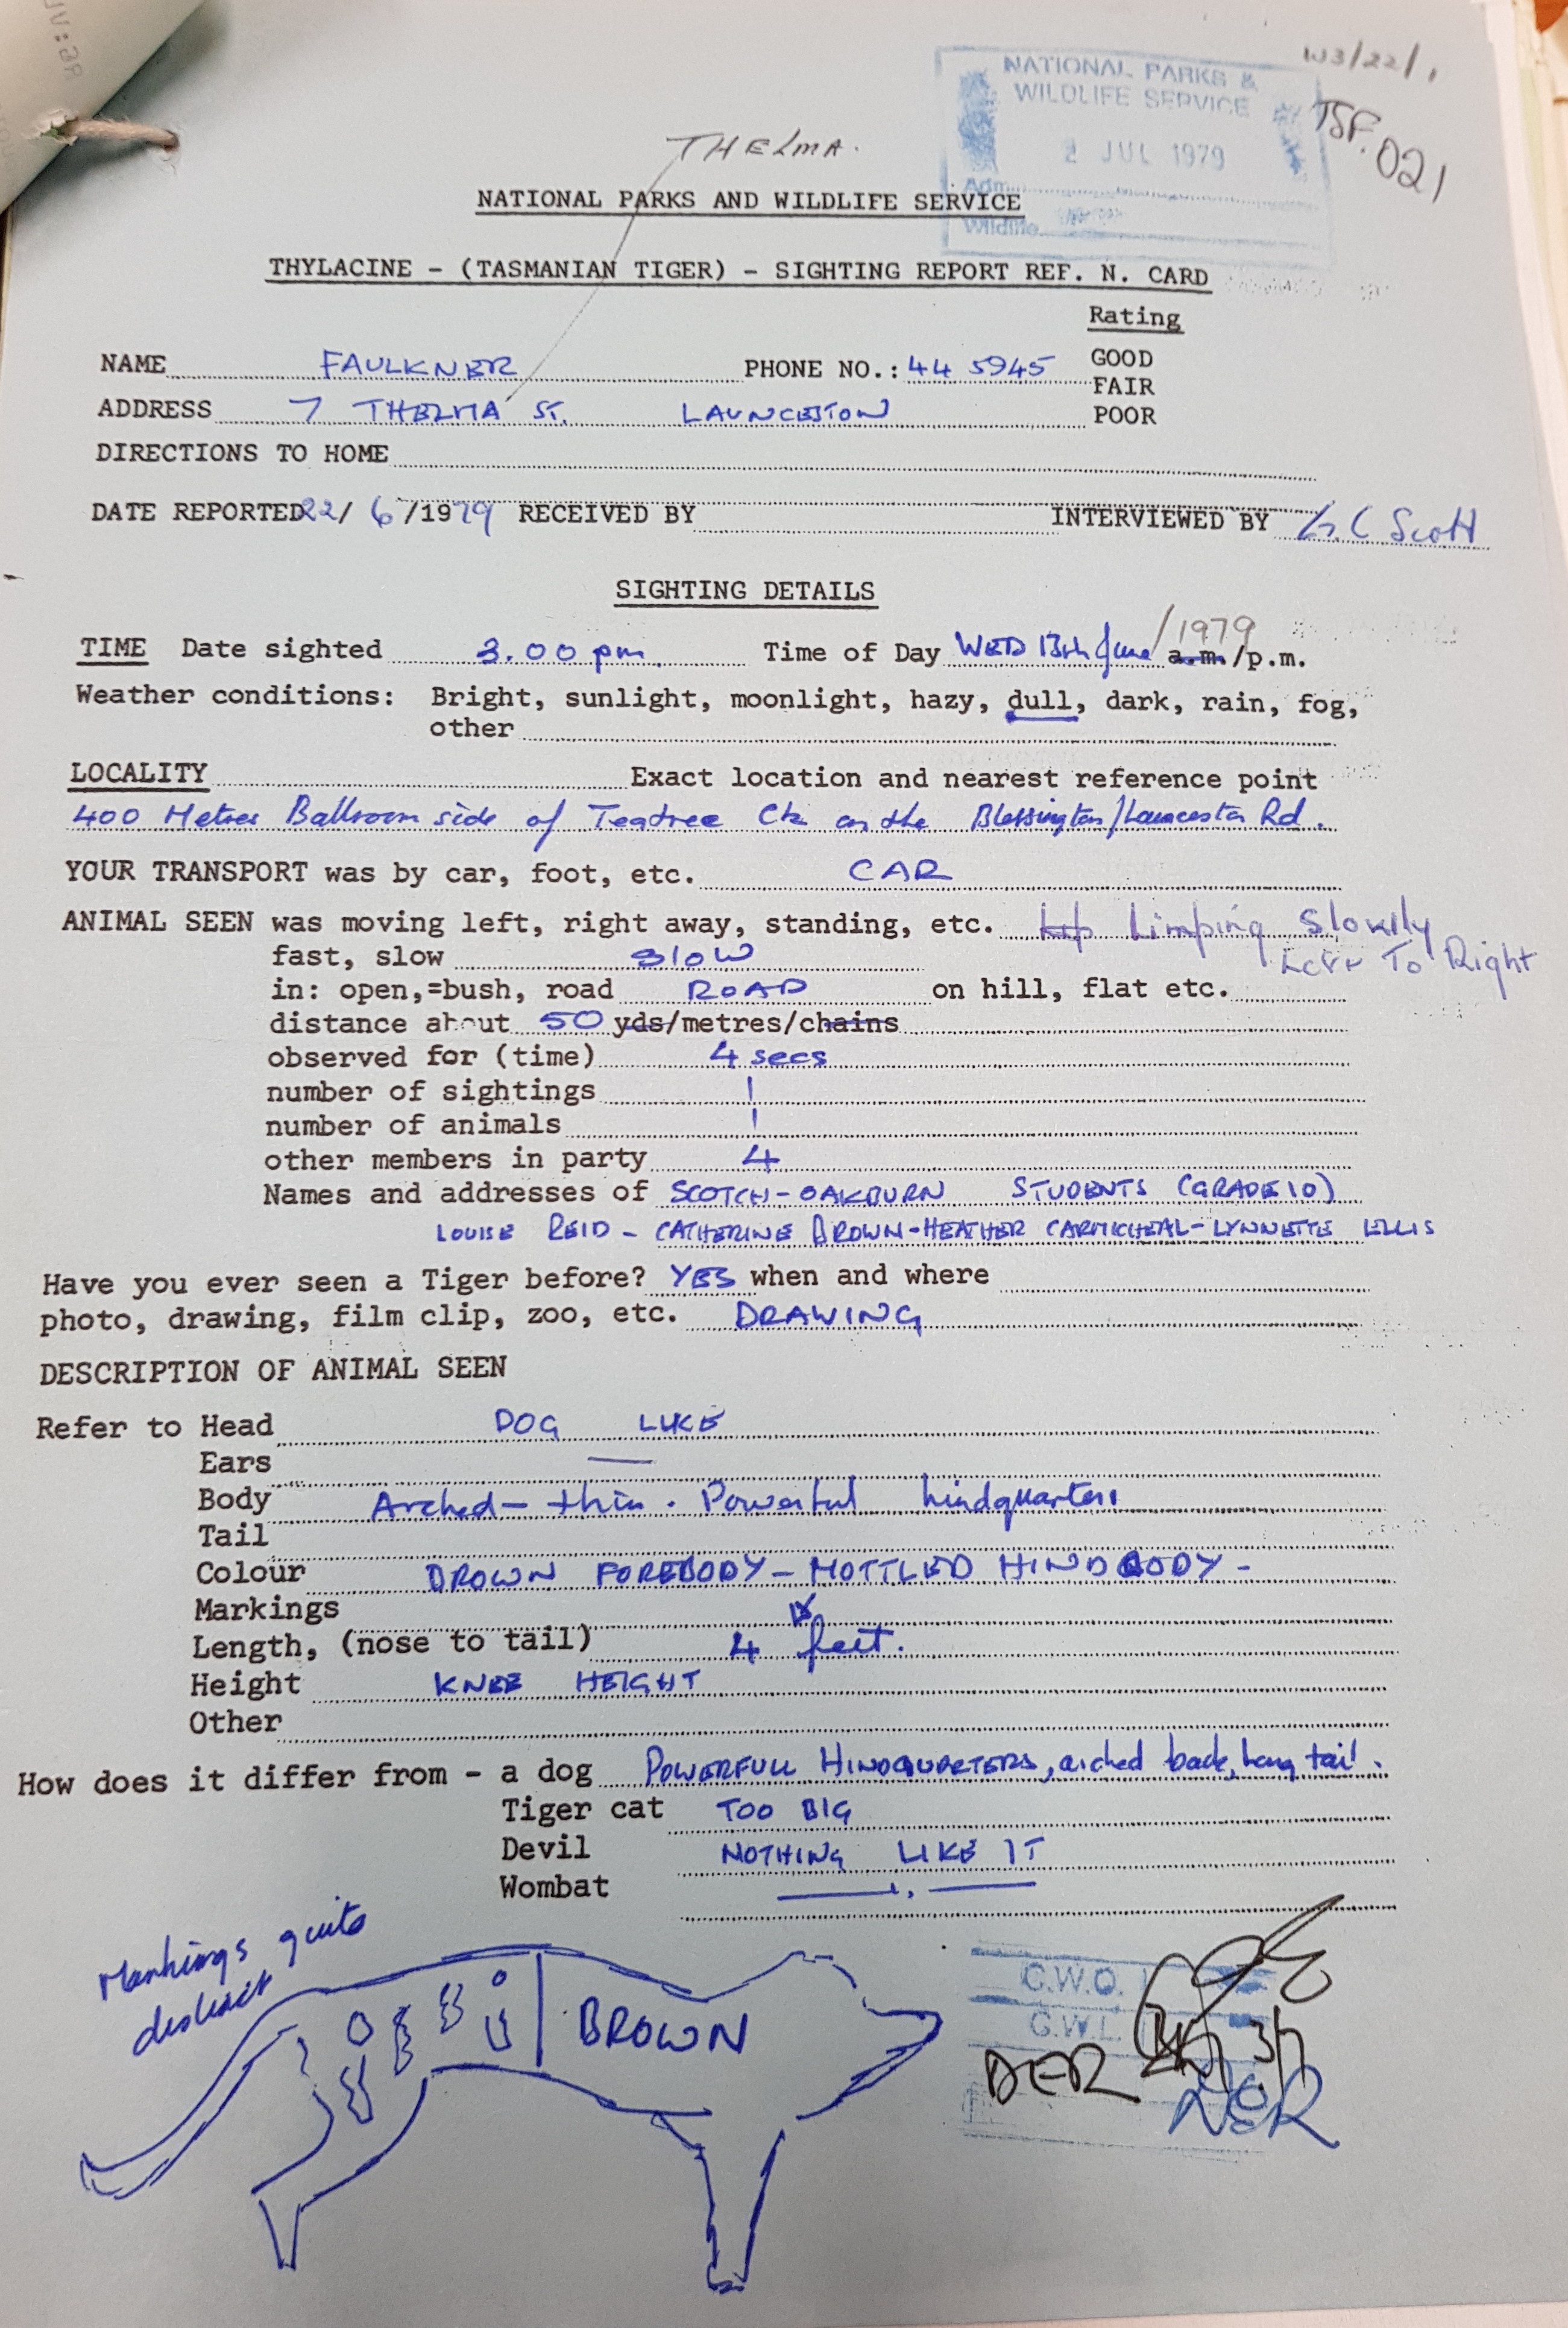 W3/22/1
TSF.021
NATIONAL PARKS &
WILDLIFE SERVICE
2 JUL 1979
Adm.
Wildlife
THELMA.
NATIONAL PARKS AND WILDLIFE SERVICE
THYLACINE - (TASMANIAN TIGER) - SIGHTING REPORT REF. N. CARD
Rating
NAME FAULKNER PHONE NO.: 44 5945 GOOD
FAIR
ADDRESS 7 THELMA ST. LAUNCESTON POOR
DIRECTIONS TO HOME
DATE REPORTED 22/ 6 /1979 RECEIVED BY INTERVIEWED BY G.C Scott
SIGHTING DETAILS
TIME Date sighted 3.00 pm. Time of Day WED 13th June /1979 a.m./p.m.
Weather conditions: Bright, sunlight, moonlight, hazy, dull, dark, rain, fog,
other
LOCALITY Exact location and nearest reference point
400 Metres Ballroom side of Teatree Ck on the Blessington/Launceston Rd.
YOUR TRANSPORT was by car, foot, etc. CAR
ANIMAL SEEN was moving left, right away, standing, etc. Limping Slowly
Left To Right
fast, slow SLOW
in: open,=bush, road ROAD on hill, flat etc.
distance about 50 yds/metres/chains
observed for (time) 4 secs
number of sightings 1
number of animals 1
other members in party 4
Names and addresses of SCOTCH-OAKBURN STUDENTS (GRADE 10)
LOUISE REID - CATHERINE BROWN - HEATHER CARMICHEAL - LYNNETTE ELLIS
Have you ever seen a Tiger before? YES when and where
photo, drawing, film clip, zoo, etc. DRAWING
DESCRIPTION OF ANIMAL SEEN
Refer to Head DOG LIKE
Ears —
Body Arched - thin. Powerful hindquarters
Tail
Colour BROWN FOREBODY - MOTTLED HIND BODY -
Markings
Length, (nose to tail) 4 feet.
Height KNEE HEIGHT
Other
How does it differ from - a dog POWERFULL HINDQUARTERS, arched back, long tail.
Tiger cat TOO BIG
Devil NOTHING LIKE IT
Wombat — ,, —
Markings quite
distinct
BROWN
C.W.O.
G.W.L.
DER 3/7